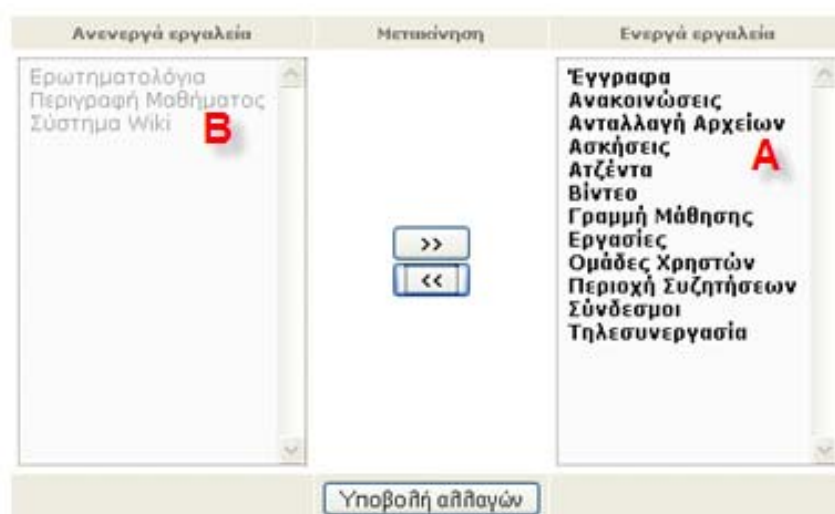 Ανενεργά εργαλεία
Μετακίνηση
Ενεργά εργαλεία
Ερωτηματολόγια
Περιγραφή Μαθήματος
Σύστημα Wiki
B
>>
<<
Έγγραφα
Ανακοινώσεις
Ανταλλαγή Αρχείων
Ασκήσεις
Ατζέντα
Βίντεο
Γραμμή Μάθησης
Εργασίες
Ομάδες Χρηστών
Περιοχή Συζητήσεων
Σύνδεσμοι
Τηλεσυνεργασία
A
Υποβολή αλλαγών